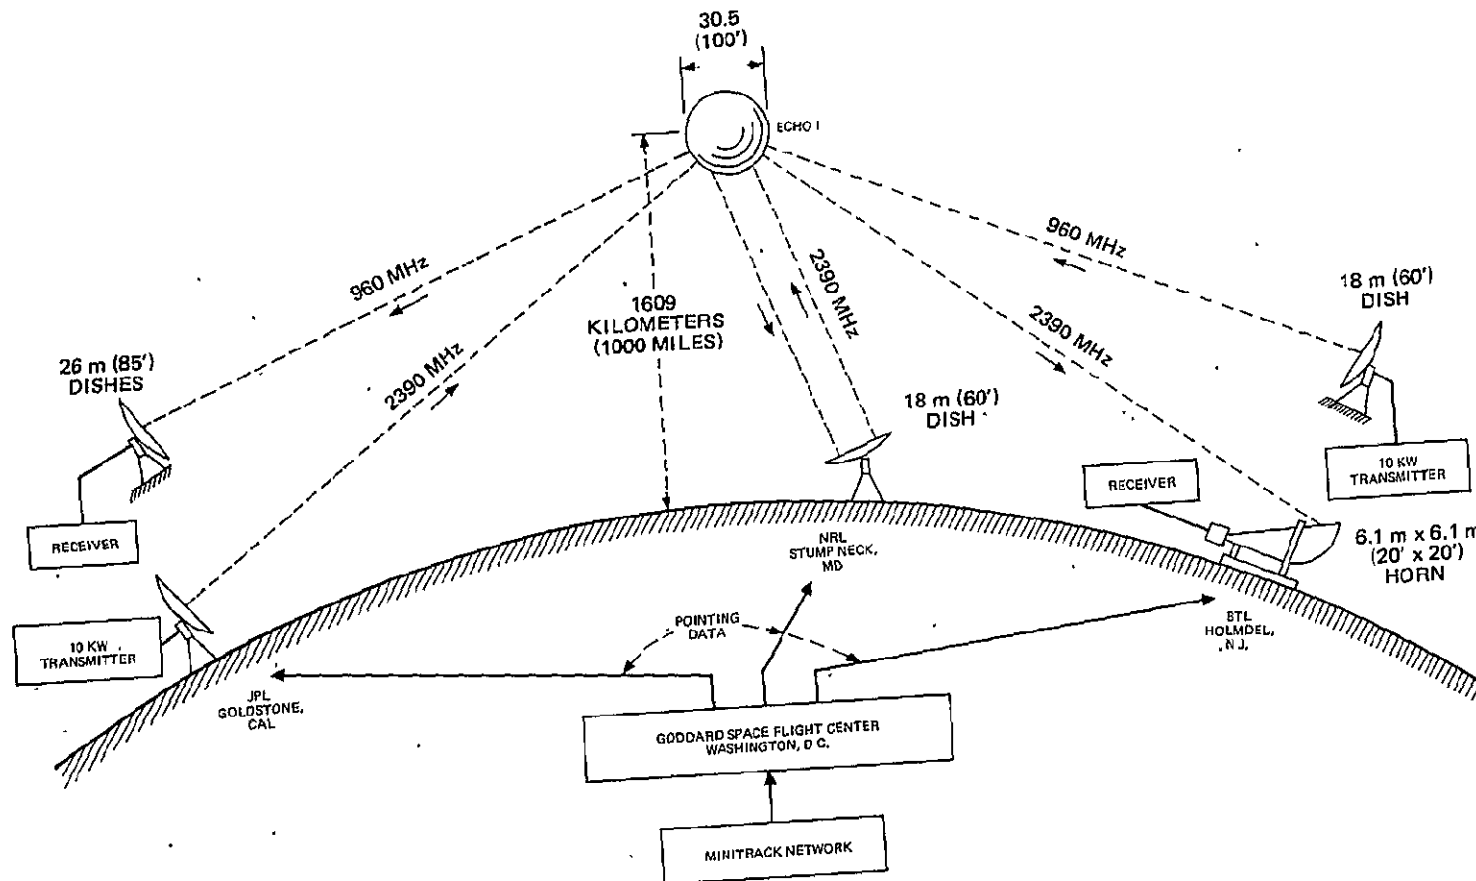 30.5
(100')
ECHO I
960 MHz
2390 MHz
1609
KILOMETERS
(1000 MILES)
2390 MHz
960 MHz
2390 MHz
18 m (60')
DISH
26 m (85')
DISHES
18 m (60')
DISH
RECEIVER
10 KW
TRANSMITTER
RECEIVER
10 KW
TRANSMITTER
6.1 m x 6.1 m
(20' x 20')
HORN
NRL
STUMP NECK,
MD
POINTING
DATA
BTL
HOLMDEL,
N J.
JPL
GOLDSTONE,
CAL
GODDARD SPACE FLIGHT CENTER
WASHINGTON, D C.
MINITRACK NETWORK